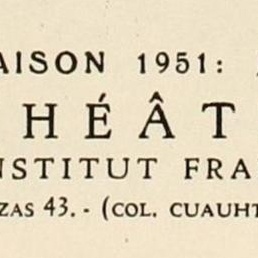 AISON 1951:
HÉÂT
NSTITUT FRA
ZAS 43. - (COL. CUAUHT